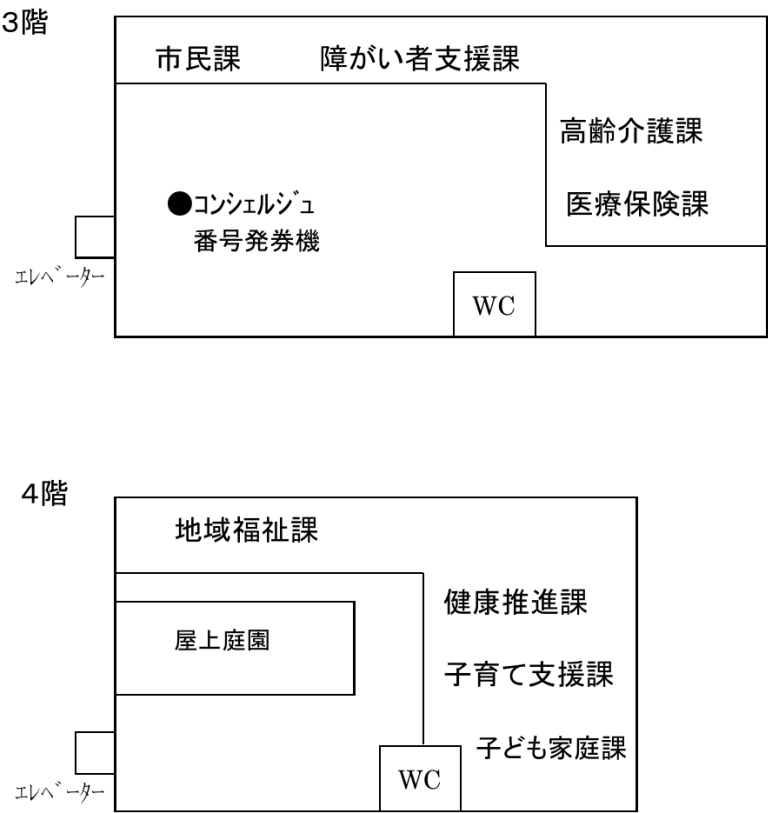 ３階
市民課　障がい者支援課
高齢介護課
●コンシェルジュ
医療保険課
番号発券機
エレベーター
WC
４階
地域福祉課
健康推進課
屋上庭園
子育て支援課
子ども家庭課
エレベーター
WC